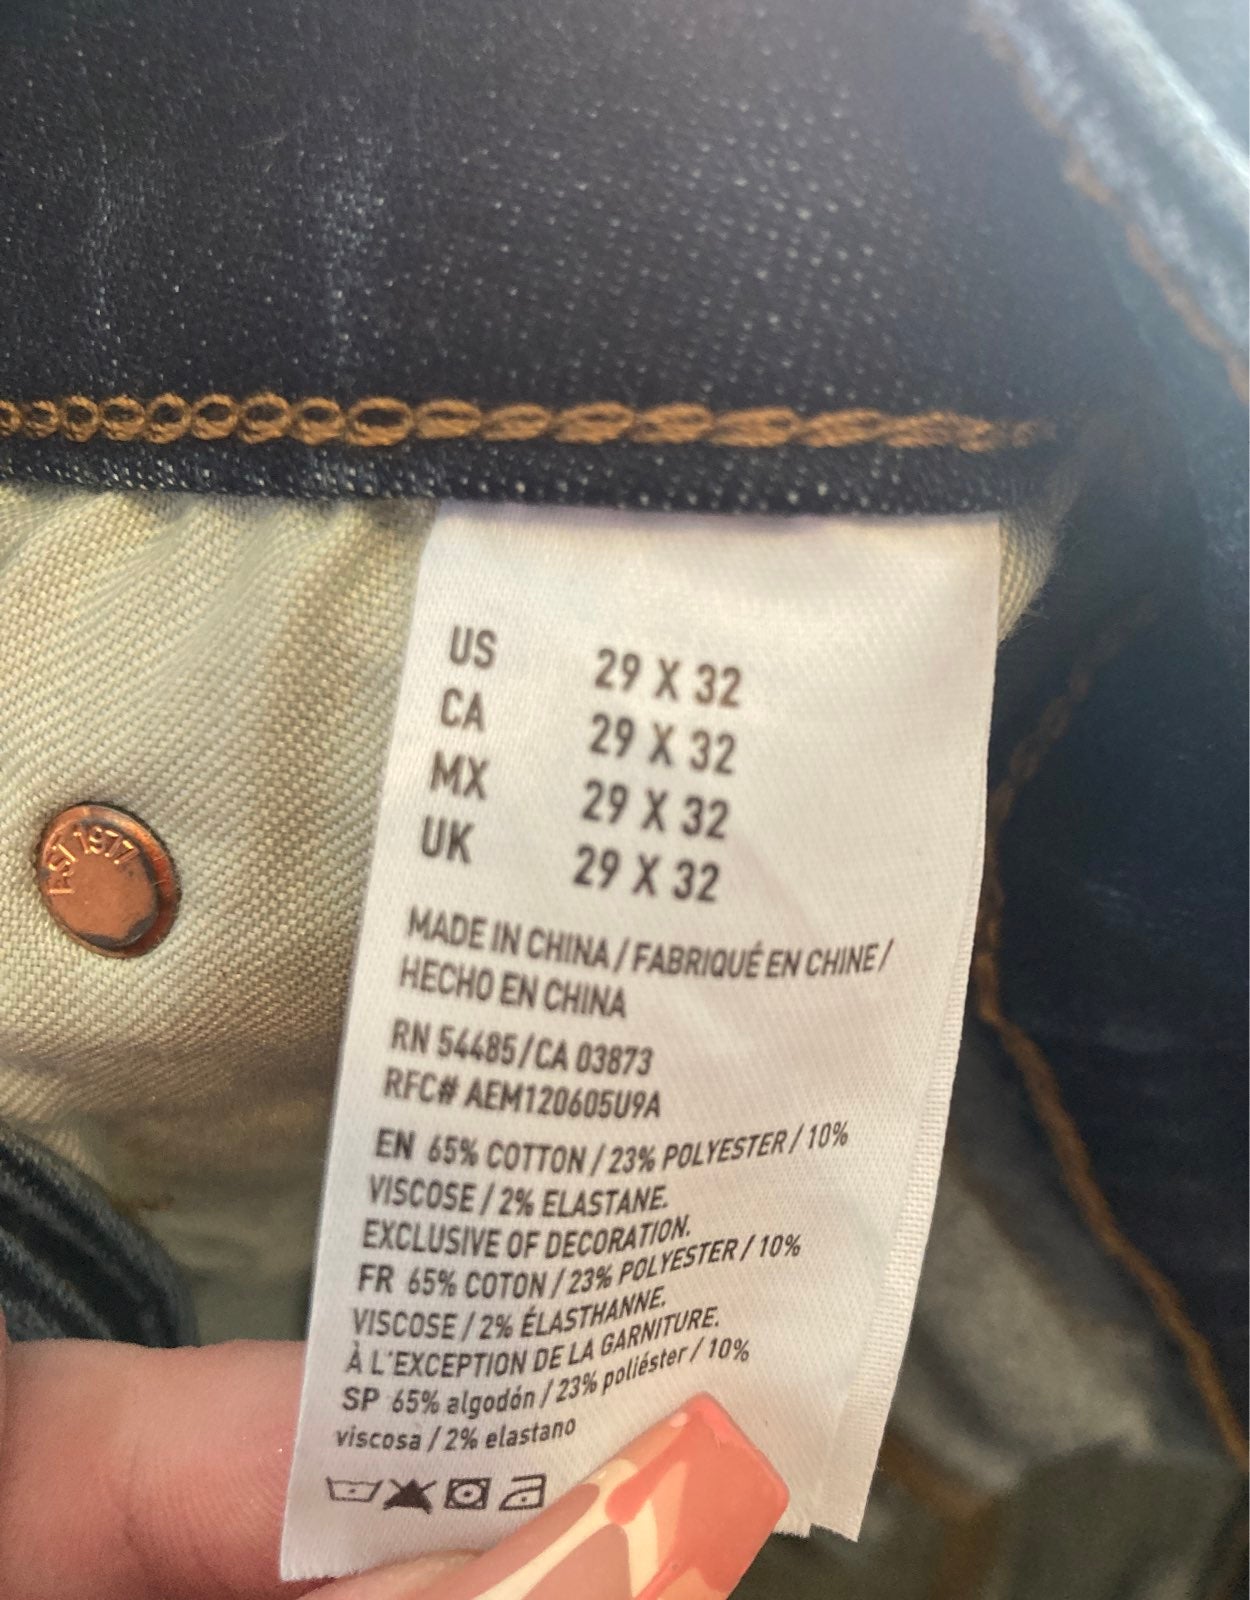 US 29 X 32
CA 29 X 32
MX 29 X 32
UK 29 X 32
MADE IN CHINA / FABRIQUÉ EN CHINE /
HECHO EN CHINA
RN 54485/CA 03873
RFC# AEM120605U9A
EN 65% COTTON / 23% POLYESTER / 10%
VISCOSE / 2% ELASTANE.
EXCLUSIVE OF DECORATION.
FR 65% COTON / 23% POLYESTER / 10%
VISCOSE / 2% ÉLASTHANNE.
À L'EXCEPTION DE LA GARNITURE.
SP 65% algodón / 23% poliéster / 10%
viscosa / 2% elastano
EST 1977